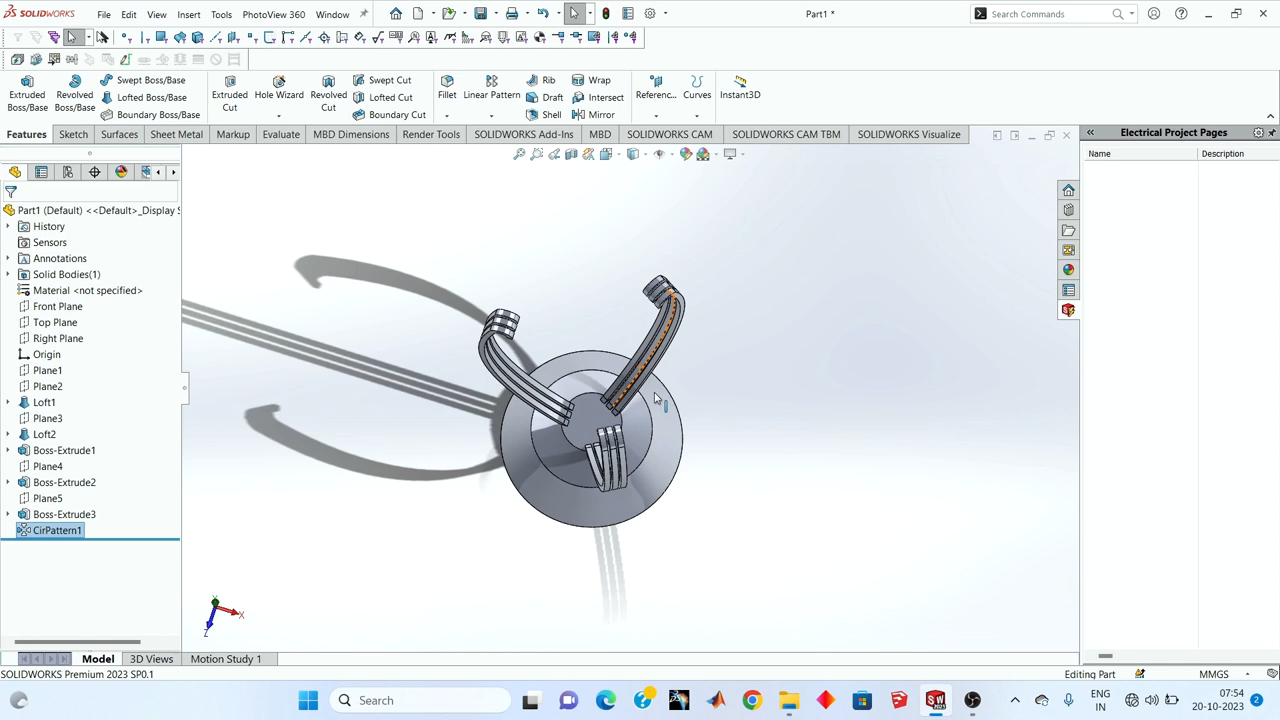 SOLIDWORKS
File
Edit
View
Insert
Tools
PhotoView 360
Window
Part1 *
Search Commands
Extruded Boss/Base
Revolved Boss/Base
Swept Boss/Base
Lofted Boss/Base
Boundary Boss/Base
Extruded Cut
Hole Wizard
Revolved Cut
Swept Cut
Lofted Cut
Boundary Cut
Fillet
Linear Pattern
Rib
Draft
Shell
Wrap
Intersect
Mirror
Referenc...
Curves
Instant3D
Features
Sketch
Surfaces
Sheet Metal
Markup
Evaluate
MBD Dimensions
Render Tools
SOLIDWORKS Add-Ins
MBD
SOLIDWORKS CAM
SOLIDWORKS CAM TBM
SOLIDWORKS Visualize
Electrical Project Pages
Name
Description
Part1 (Default) <<Default>_Display S
History
Sensors
Annotations
Solid Bodies(1)
Material <not specified>
Front Plane
Top Plane
Right Plane
Origin
Plane1
Plane2
Loft1
Plane3
Loft2
Boss-Extrude1
Plane4
Boss-Extrude2
Plane5
Boss-Extrude3
CirPattern1
Y
X
Z
Model
3D Views
Motion Study 1
SOLIDWORKS Premium 2023 SP0.1
Editing Part
MMGS
Search
ENG
IN
07:54
20-10-2023
2